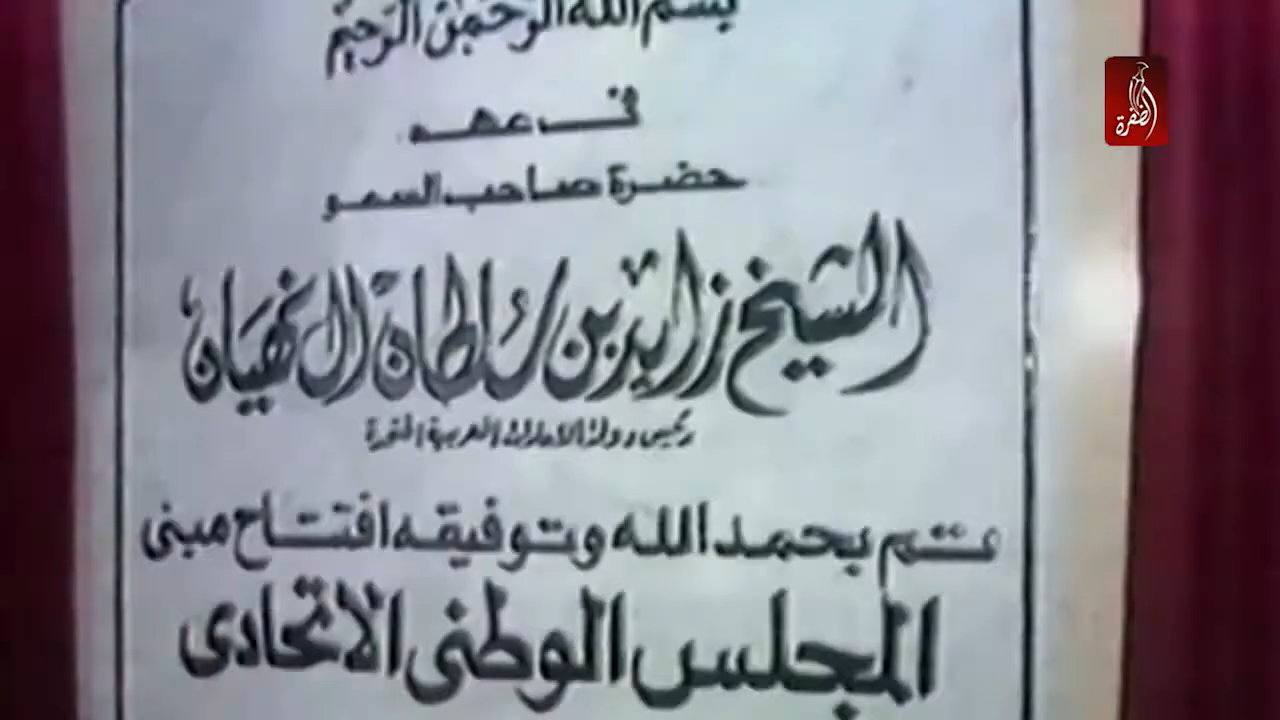 بسم الله الرحمن الرحيم
في عهد
حضرة صاحب السمو
الشيخ زايد بن سلطان آل نهيان
رئيس دولة الامارات العربية المتحدة
تم بحمد الله وتوفيقه افتتاح مبنى
المجلس الوطنى الاتحادى
الظفرة